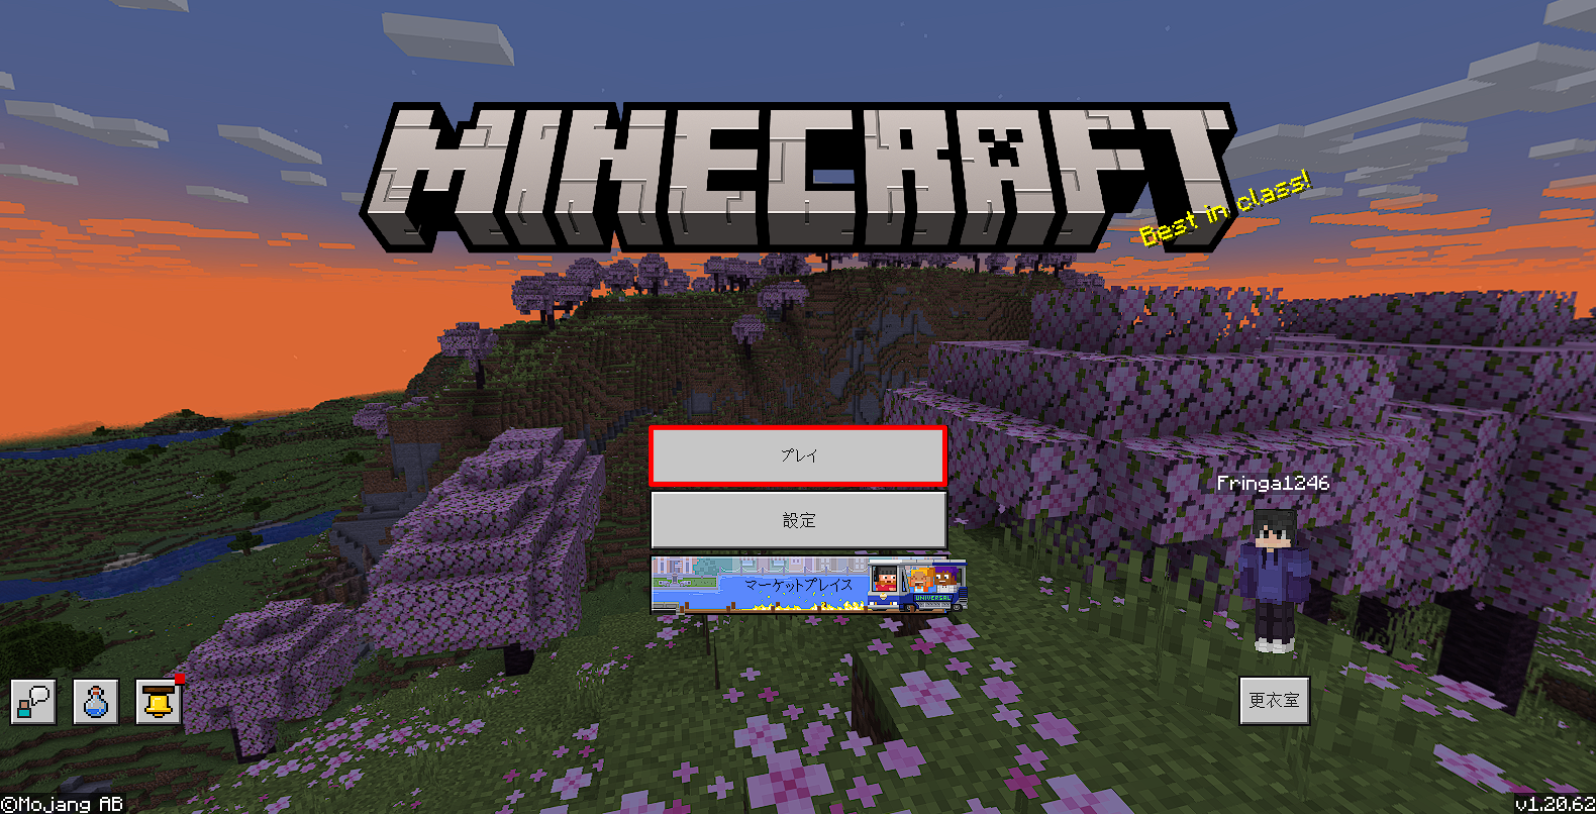 MINECRAFT
Best in class!
プレイ
Fringa1246
設定
マーケットプレイス
UNIVERSAL
更衣室
©Mojang AB
v1.20.62